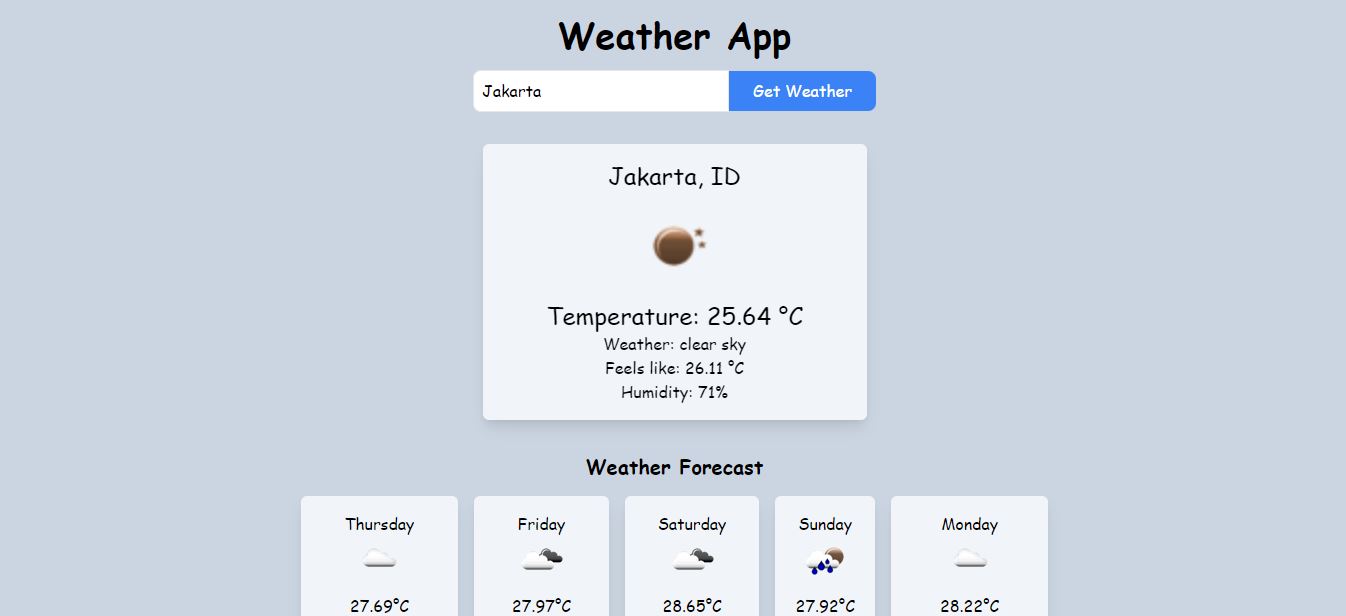 Weather App
Jakarta
Get Weather
Jakarta, ID
Temperature: 25.64 °C
Weather: clear sky
Feels like: 26.11 °C
Humidity: 71%
Weather Forecast
Thursday
Friday
Saturday
Sunday
Monday
27.69°C
27.97°C
28.65°C
27.92°C
28.22°C